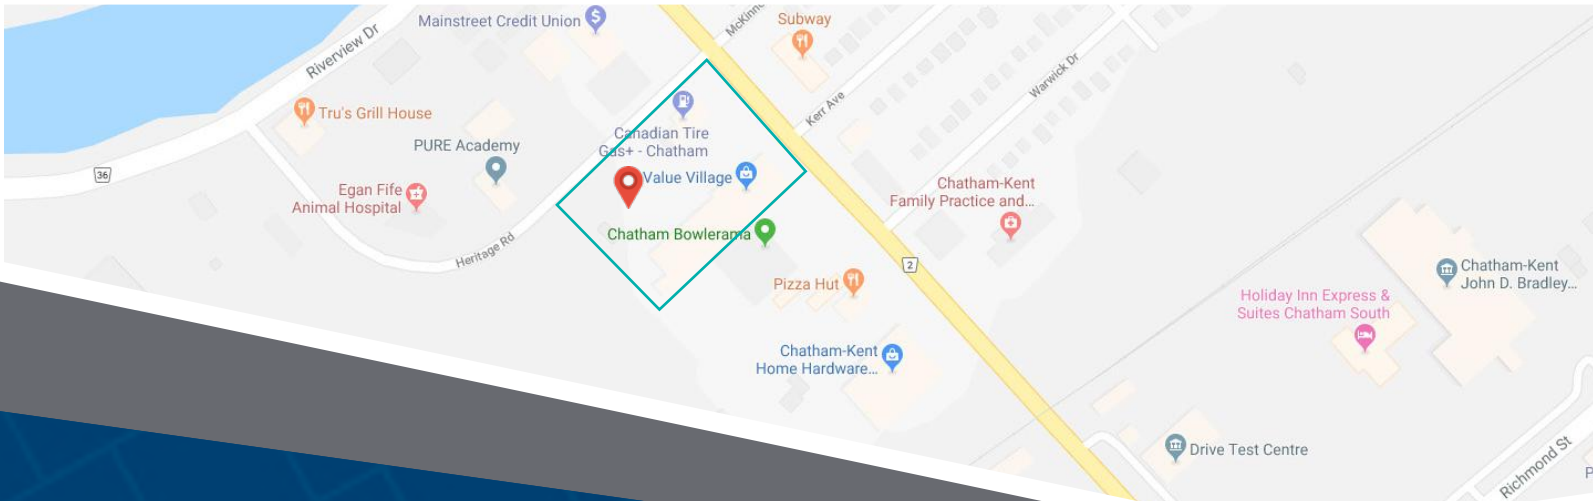 Mainstreet Credit Union
Subway
Riverview Dr
Tru's Grill House
Warwick Dr
Kerr Ave
Canadian Tire
Gas+ - Chatham
PURE Academy
36
Value Village
Egan Fife
Animal Hospital
Chatham-Kent
Family Practice and...
Chatham Bowlerama
Heritage Rd
2
Pizza Hut
Chatham-Kent
John D. Bradley...
Holiday Inn Express &
Suites Chatham South
Chatham-Kent
Home Hardware...
Drive Test Centre
Richmond St